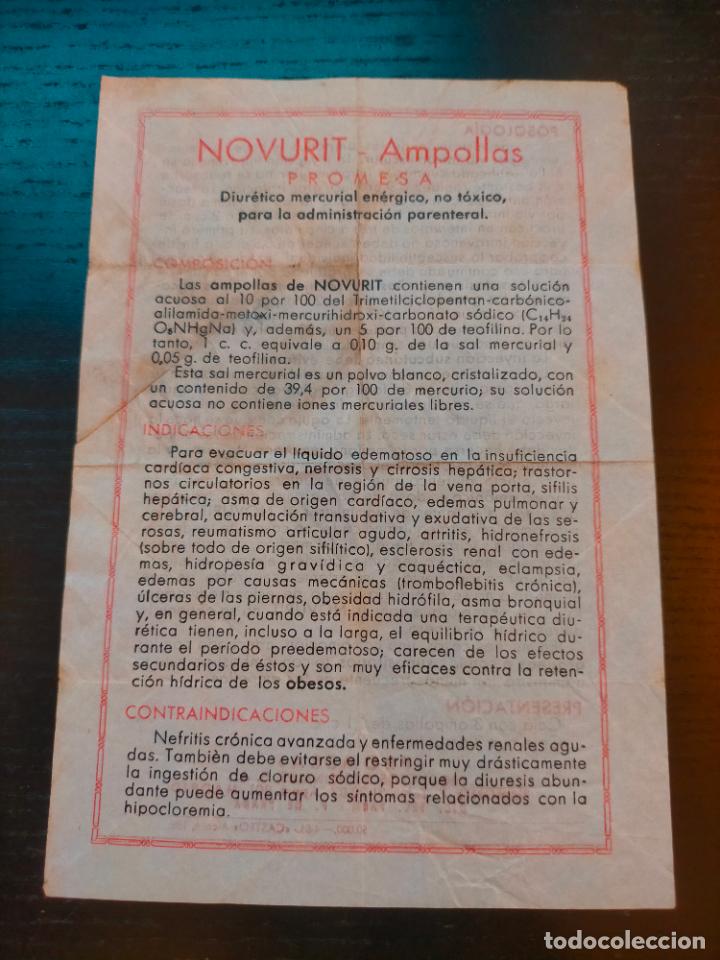 NOVURIT - Ampollas
PROMESA
Diurético mercurial enérgico, no tóxico,
para la administración parenteral.
COMPOSICIÓN
Las ampollas de NOVURIT contienen una solución
acuosa al 10 por 100 del Trimetilciclopentan-carbónico-
alilamida-metoxi-mercurihidroxi-carbonato sódico (C₁₄H₂₄
O₅NHgNa) y, además, un 5 por 100 de teofilina. Por lo
tanto, 1 c. c. equivale a 0,10 g. de la sal mercurial y
0,05 g. de teofilina.
Esta sal mercurial es un polvo blanco, cristalizado, con
un contenido de 39,4 por 100 de mercurio; su solución
acuosa no contiene iones mercuriales libres.
INDICACIONES
Para evacuar el líquido edematoso en la insuficiencia
cardíaca congestiva, nefrosis y cirrosis hepática; trastor-
nos circulatorios en la región de la vena porta, sifilis
hepática; asma de origen cardíaco, edemas pulmonar y
cerebral, acumulación transudativa y exudativa de las se-
rosas, reumatismo articular agudo, artritis, hidronefrosis
(sobre todo de origen sifilítico), esclerosis renal con ede-
mas, hidropesía gravídica y caquéctica, eclampsia,
edemas por causas mecánicas (tromboflebitis crónica),
úlceras de las piernas, obesidad hidrófila, asma bronquial
y, en general, cuando está indicada una terapéutica diu-
rética tienen, incluso a la larga, el equilibrio hídrico du-
rante el período preedematoso; carecen de los efectos
secundarios de éstos y son muy eficaces contra la reten-
ción hídrica de los obesos.
CONTRAINDICACIONES
Nefritis crónica avanzada y enfermedades renales agu-
das. Tambièn debe evitarse el restringir muy drásticamente
la ingestión de cloruro sódico, porque la diuresis abun-
dante puede aumentar los síntomas relacionados con la
hipocloremia.
todocoleccion
todocoleccion.net